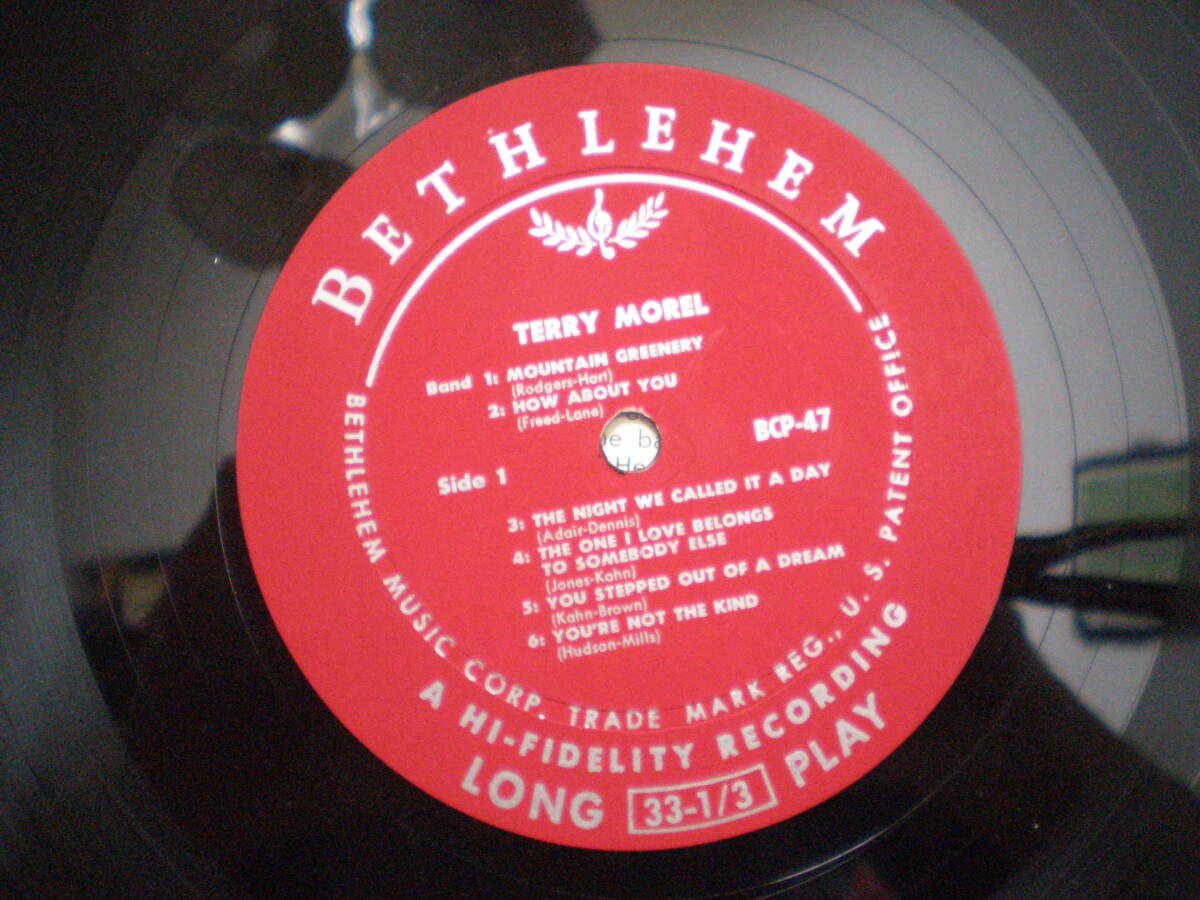 BETHLEHEM
TERRY MOREL
Band 1: MOUNTAIN GREENERY
(Rodgers-Hart)
2: HOW ABOUT YOU
(Freed-Lane)
BCP-47
Side 1
3: THE NIGHT WE CALLED IT A DAY
(Adair-Dennis)
4: THE ONE I LOVE BELONGS
TO SOMEBODY ELSE
(Jones-Kahn)
5: YOU STEPPED OUT OF A DREAM
(Kahn-Brown)
6: YOU'RE NOT THE KIND
(Hudson-Mills)
BETHLEHEM MUSIC CORP. TRADE MARK REG., U. S. PATENT OFFICE
A HI-FIDELITY RECORDING
LONG 33-1/3 PLAY